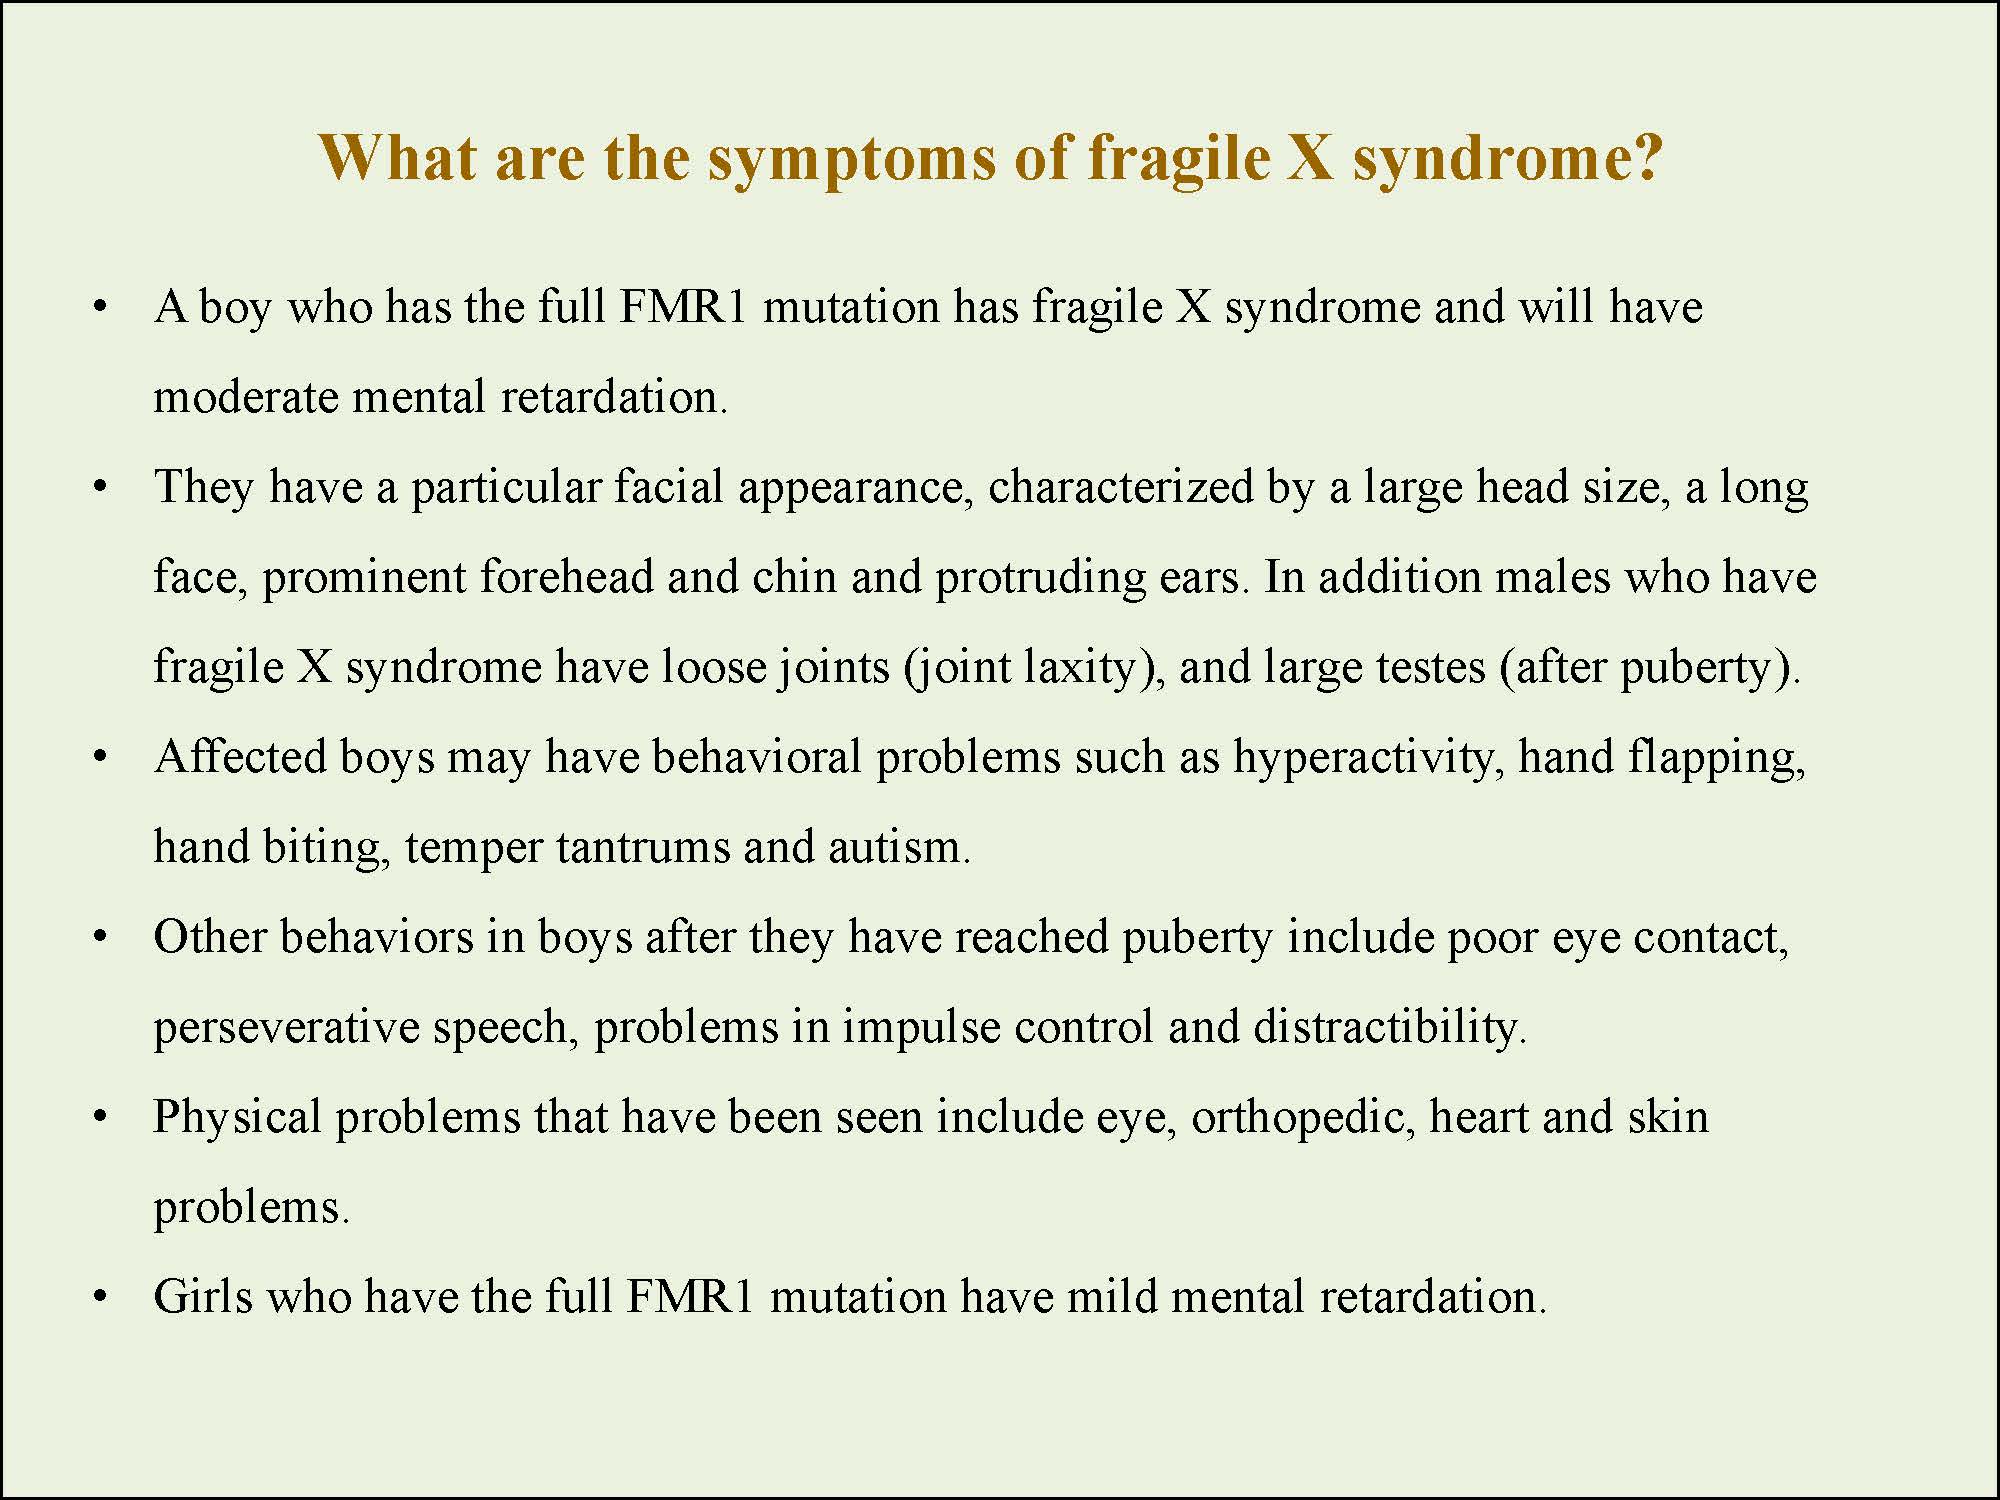 What are the symptoms of fragile X syndrome?
• A boy who has the full FMR1 mutation has fragile X syndrome and will have
moderate mental retardation.
• They have a particular facial appearance, characterized by a large head size, a long
face, prominent forehead and chin and protruding ears. In addition males who have
fragile X syndrome have loose joints (joint laxity), and large testes (after puberty).
• Affected boys may have behavioral problems such as hyperactivity, hand flapping,
hand biting, temper tantrums and autism.
• Other behaviors in boys after they have reached puberty include poor eye contact,
perseverative speech, problems in impulse control and distractibility.
• Physical problems that have been seen include eye, orthopedic, heart and skin
problems.
• Girls who have the full FMR1 mutation have mild mental retardation.